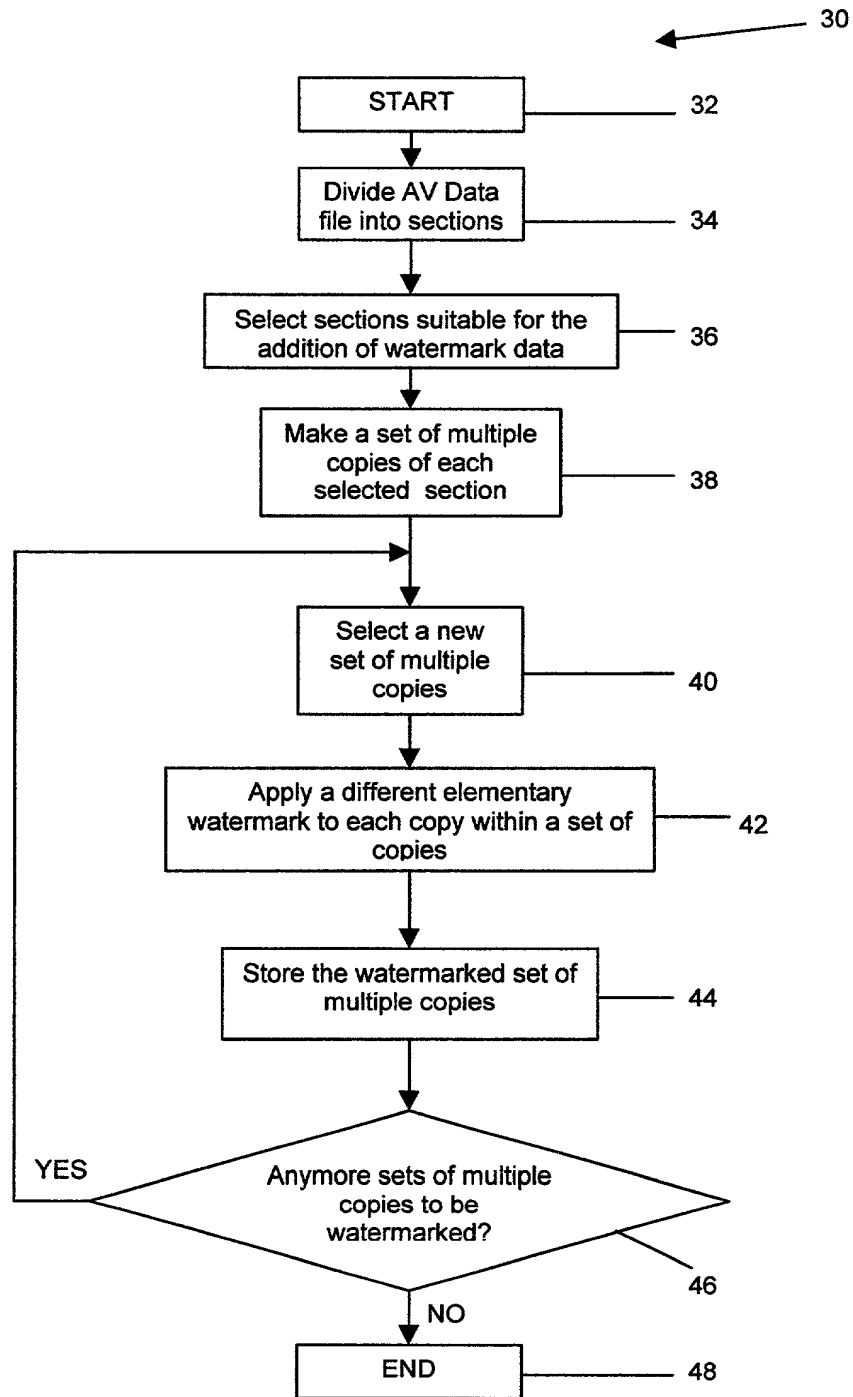 30
START
32
Divide AV Data
file into sections
34
Select sections suitable for the
addition of watermark data
36
Make a set of multiple
copies of each
selected section
38
Select a new
set of multiple
copies
40
Apply a different elementary
watermark to each copy within a set of
copies
42
Store the watermarked set of
multiple copies
44
YES
Anymore sets of multiple
copies to be
watermarked?
46
NO
END
48